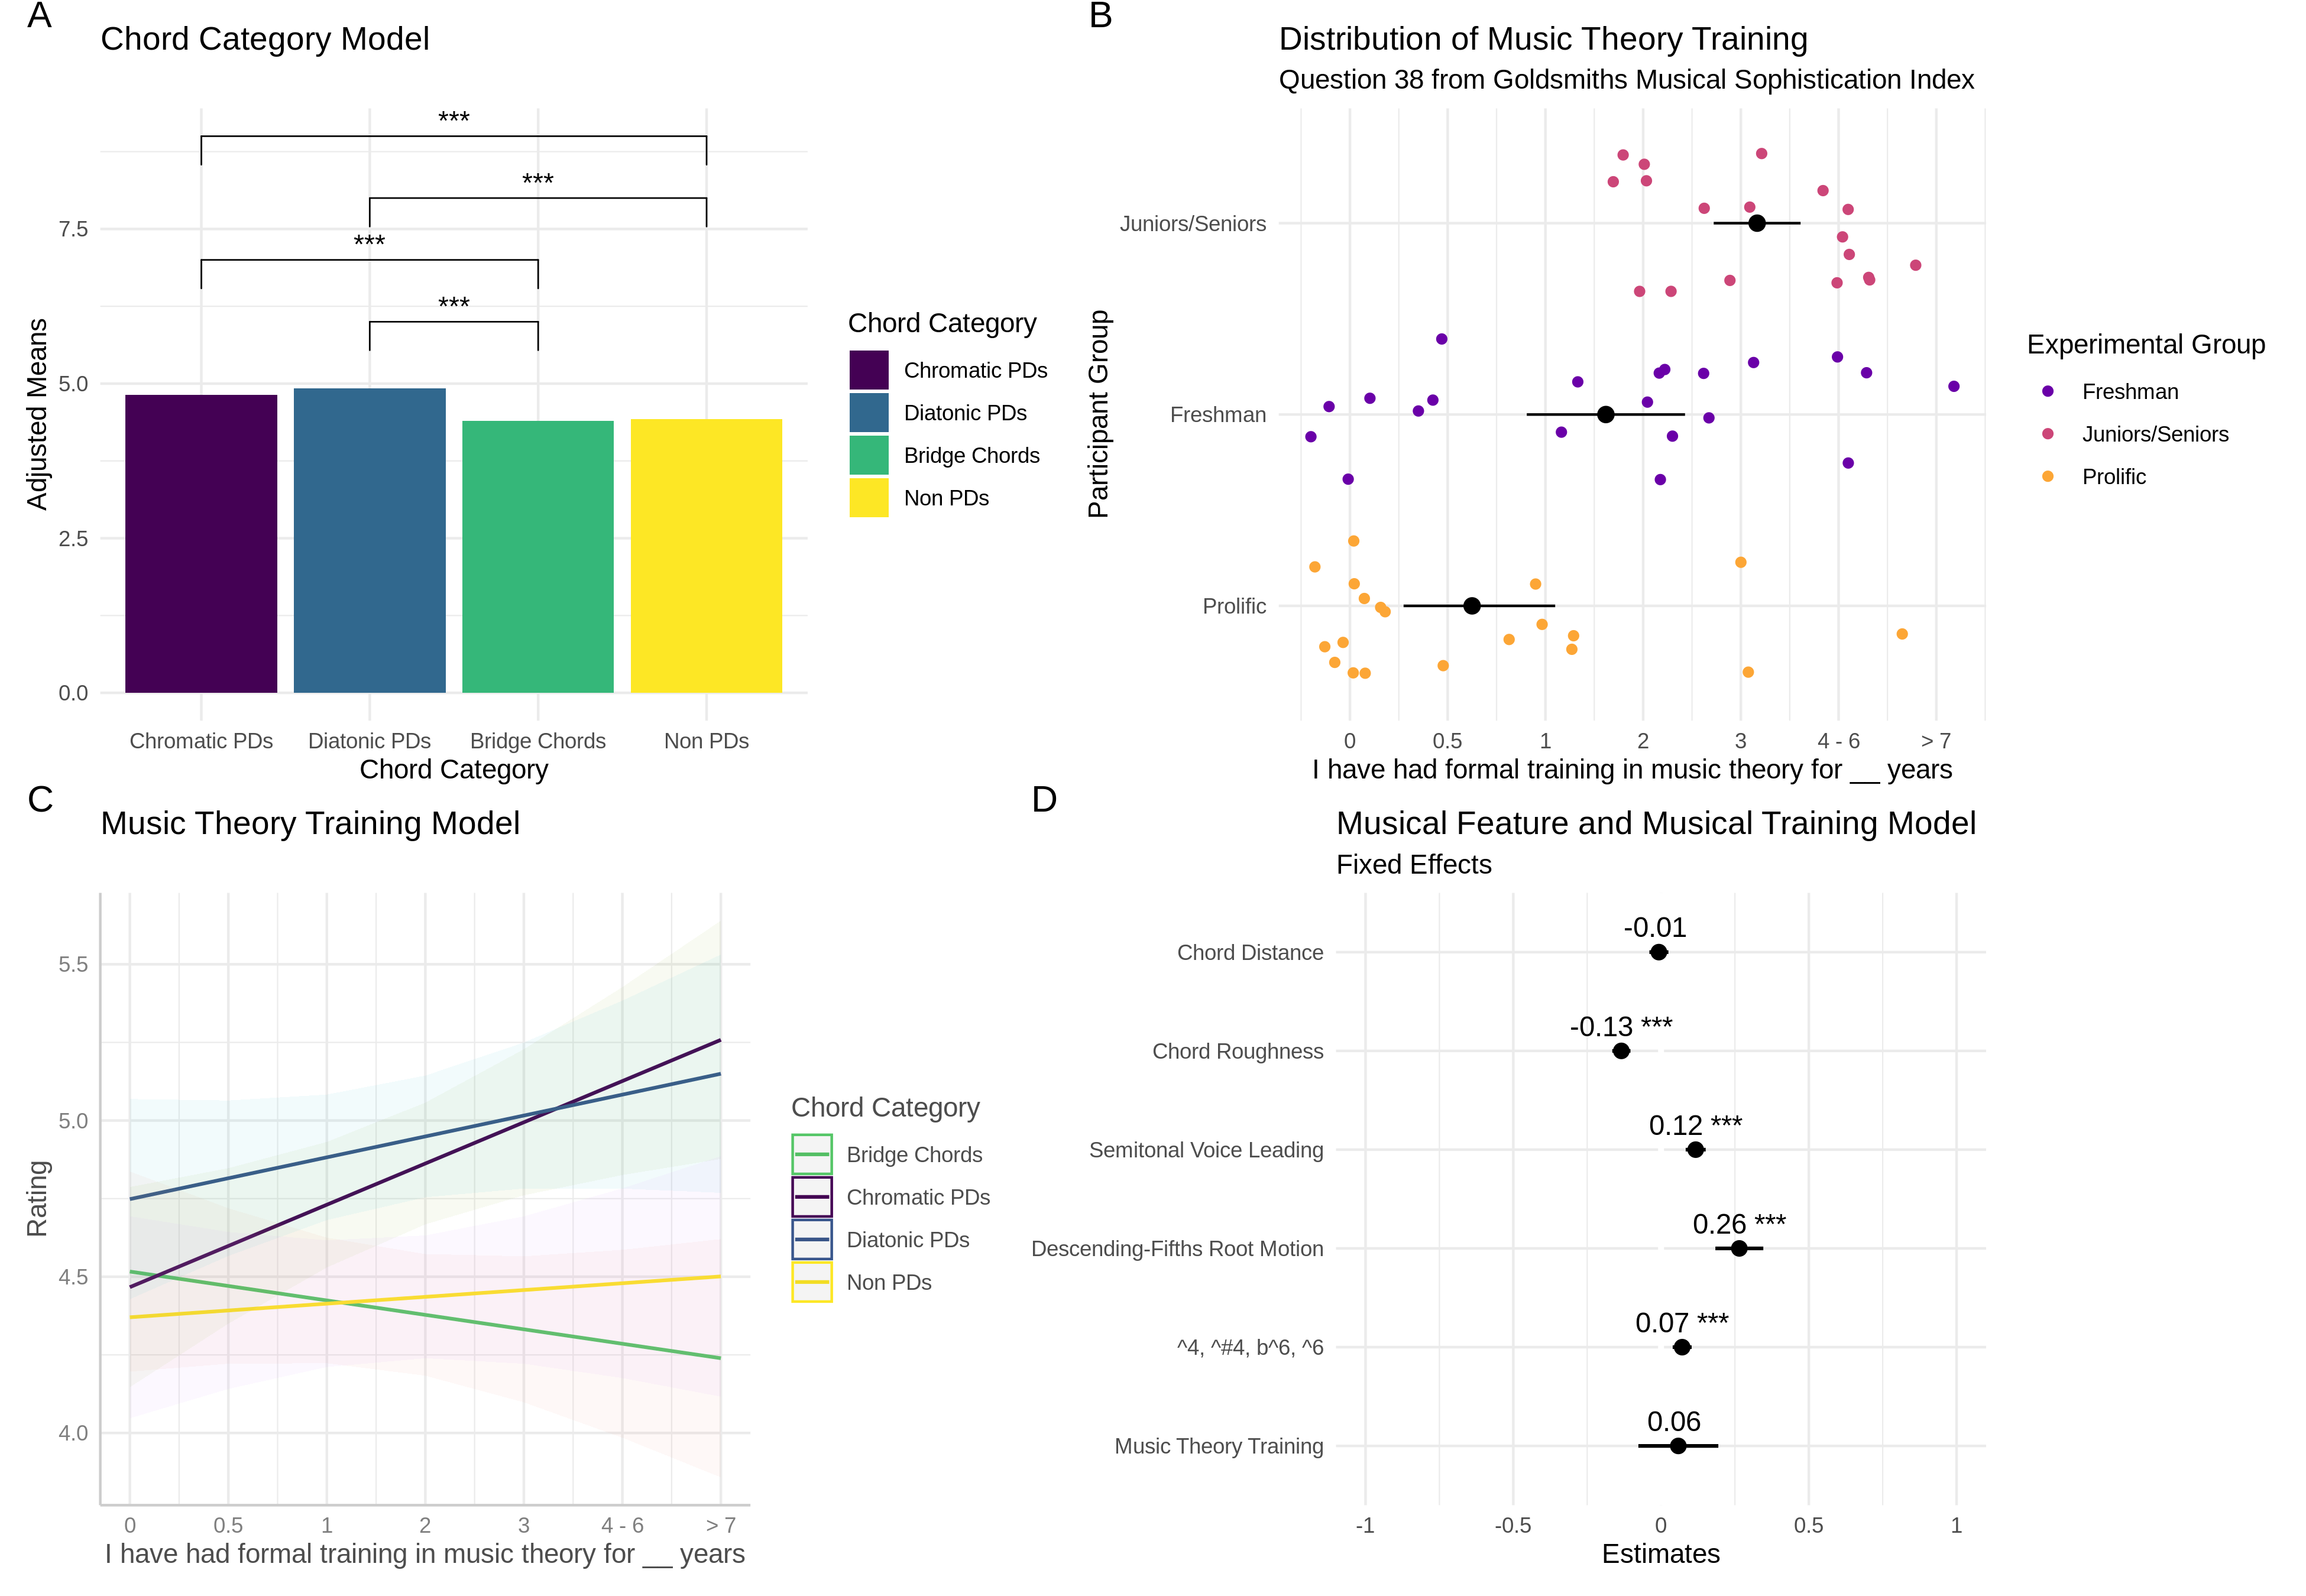 A
Chord Category Model
***
***
***
***
7.5
5.0
2.5
0.0
Adjusted Means
Chromatic PDs
Diatonic PDs
Bridge Chords
Non PDs
Chord Category
Chord Category
Chromatic PDs
Diatonic PDs
Bridge Chords
Non PDs
B
Distribution of Music Theory Training
Question 38 from Goldsmiths Musical Sophistication Index
Participant Group
Juniors/Seniors
Freshman
Prolific
0
0.5
1
2
3
4 - 6
> 7
I have had formal training in music theory for __ years
Experimental Group
Freshman
Juniors/Seniors
Prolific
C
Music Theory Training Model
Rating
5.5
5.0
4.5
4.0
0
0.5
1
2
3
4 - 6
> 7
I have had formal training in music theory for __ years
Chord Category
Bridge Chords
Chromatic PDs
Diatonic PDs
Non PDs
D
Musical Feature and Musical Training Model
Fixed Effects
-0.01
Chord Distance
-0.13 ***
Chord Roughness
0.12 ***
Semitonal Voice Leading
0.26 ***
Descending-Fifths Root Motion
0.07 ***
^4, ^#4, b^6, ^6
0.06
Music Theory Training
-1
-0.5
0
0.5
1
Estimates